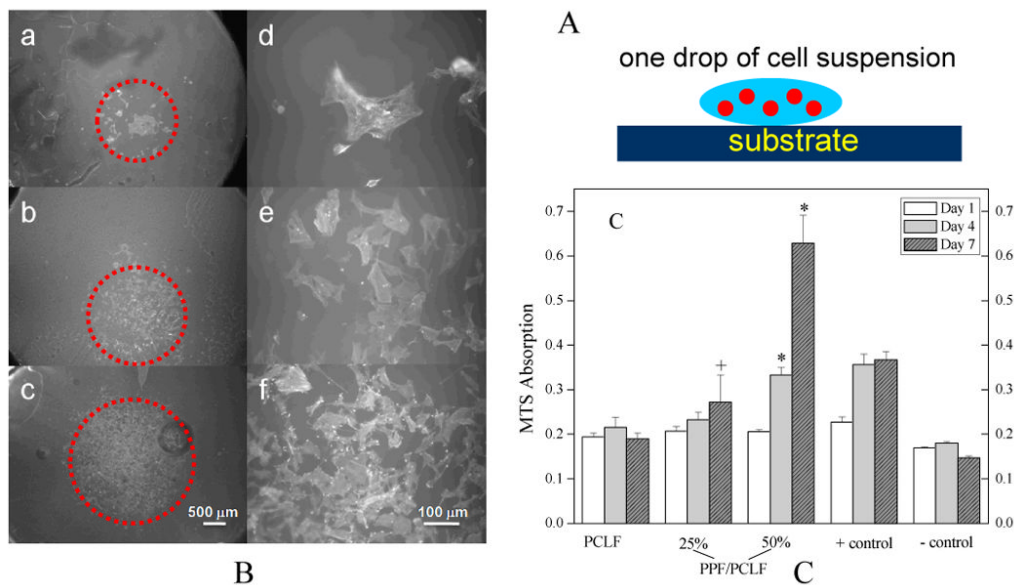 a
d
b
e
c
f
500 µm
100 µm
B
A
one drop of cell suspension
substrate
C
Day 1
Day 4
Day 7
0.7
0.6
0.5
0.4
0.3
0.2
0.1
0.0
MTS Absorption
0.7
0.6
0.5
0.4
0.3
0.2
0.1
0.0
+
*
*
PCLF
25%
50%
+ control
- control
PPF/PCLF
C